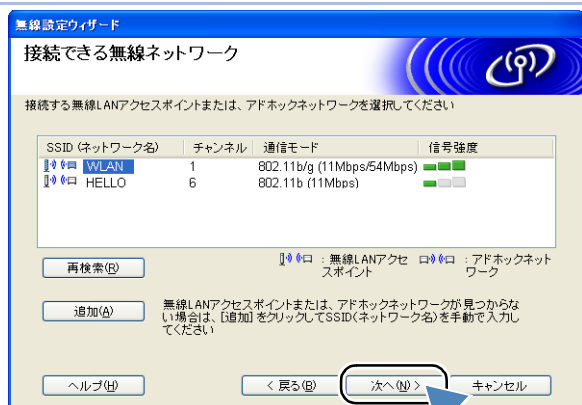 無線設定ウィザード
接続できる無線ネットワーク
接続する無線LANアクセスポイントまたは、アドホックネットワークを選択してください
SSID (ネットワーク名) チャンネル 通信モード 信号強度
WLAN 1 802.11b/g (11Mbps/54Mbps)
HELLO 6 802.11b (11Mbps)
再検索(R)
:無線LANアクセ :アドホックネット
スポイント ワーク
追加(A)
無線LANアクセスポイントまたは、アドホックネットワークが見つからな
い場合は、[追加]をクリックしてSSID(ネットワーク名)を手動で入力し
てください
ヘルプ(H) < 戻る(B) 次へ(N) > キャンセル